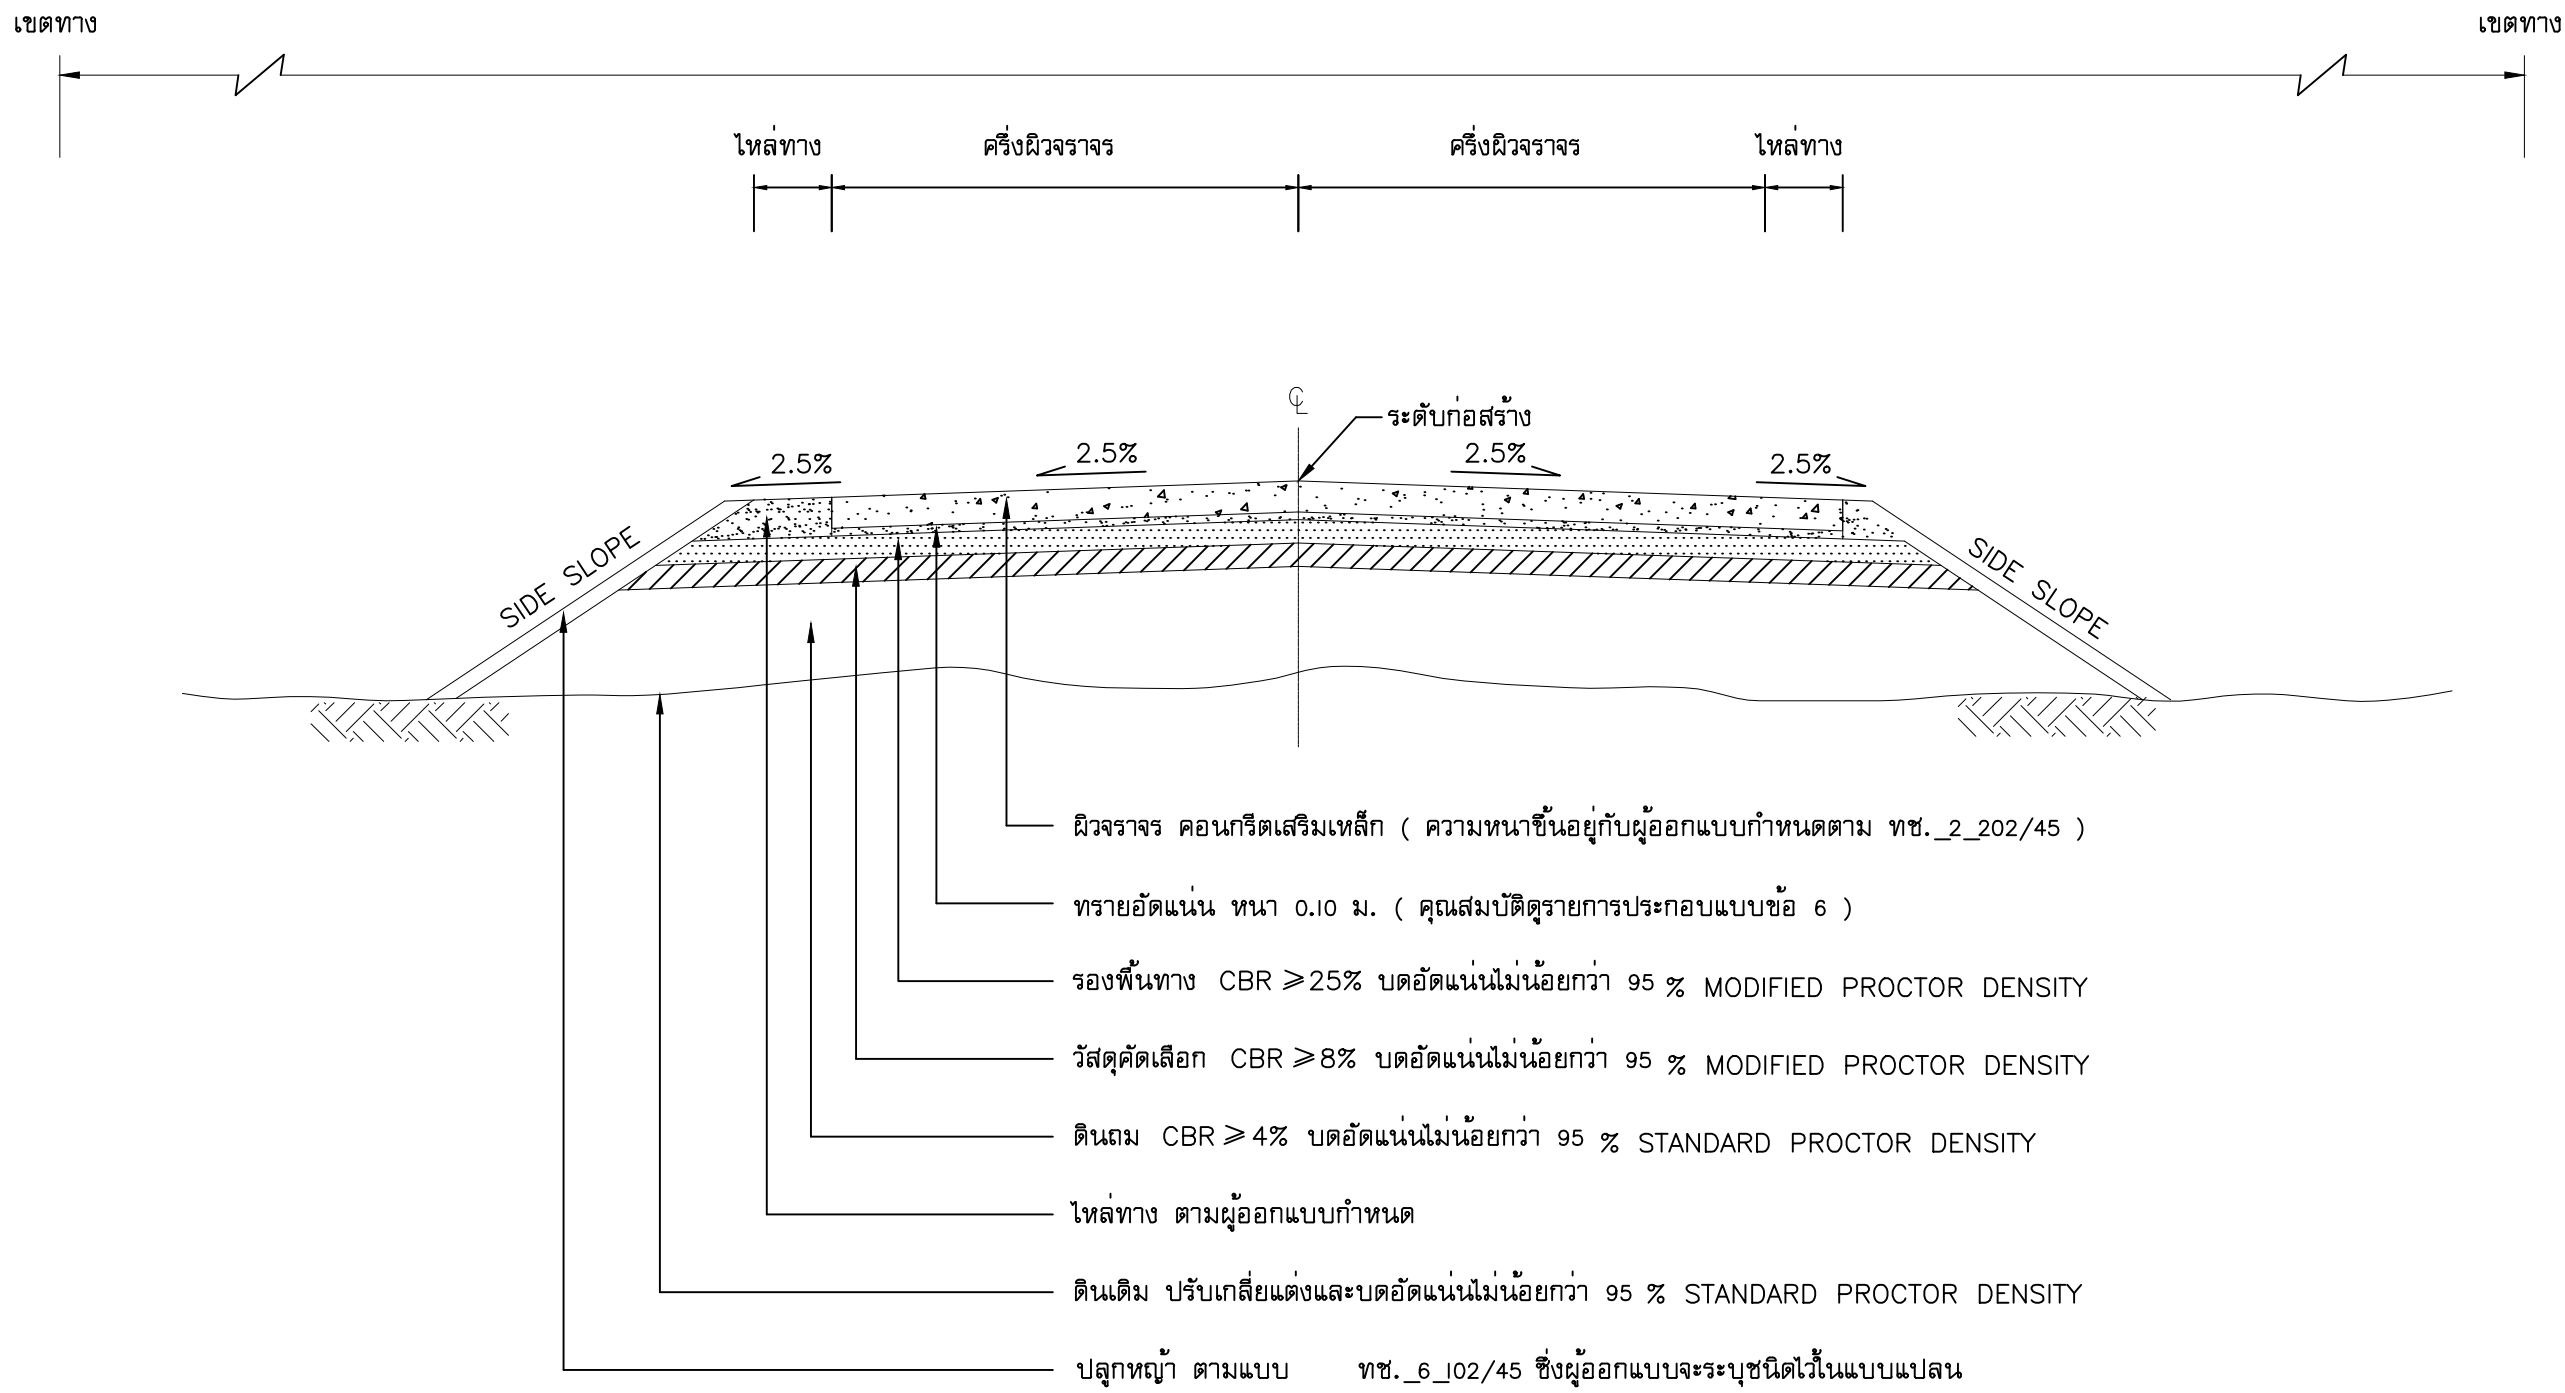 เขตทาง เขตทาง
ไหล่ทาง ครึ่งผิวจราจร ครึ่งผิวจราจร ไหล่ทาง
℄
ระดับก่อสร้าง
2.5% 2.5% 2.5% 2.5%
SIDE SLOPE SIDE SLOPE
ผิวจราจร คอนกรีตเสริมเหล็ก ( ความหนาขึ้นอยู่กับผู้ออกแบบกำหนดตาม ทช._2_202/45 )
ทรายอัดแน่น หนา 0.10 ม. ( คุณสมบัติดูรายการประกอบแบบข้อ 6 )
รองพื้นทาง CBR ⩾25% บดอัดแน่นไม่น้อยกว่า 95 % MODIFIED PROCTOR DENSITY
วัสดุคัดเลือก CBR ⩾8% บดอัดแน่นไม่น้อยกว่า 95 % MODIFIED PROCTOR DENSITY
ดินถม CBR ⩾4% บดอัดแน่นไม่น้อยกว่า 95 % STANDARD PROCTOR DENSITY
ไหล่ทาง ตามผู้ออกแบบกำหนด
ดินเดิม ปรับเกลี่ยแต่งและบดอัดแน่นไม่น้อยกว่า 95 % STANDARD PROCTOR DENSITY
ปลูกหญ้า ตามแบบ ทช._6_102/45 ซึ่งผู้ออกแบบจะระบุชนิดไว้ในแบบแปลน